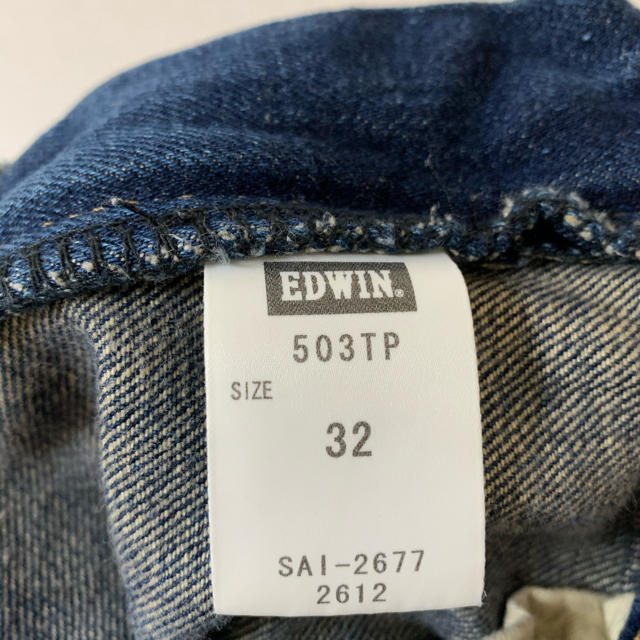 EDWIN.
503TP
SIZE
32
SAI-2677
2612